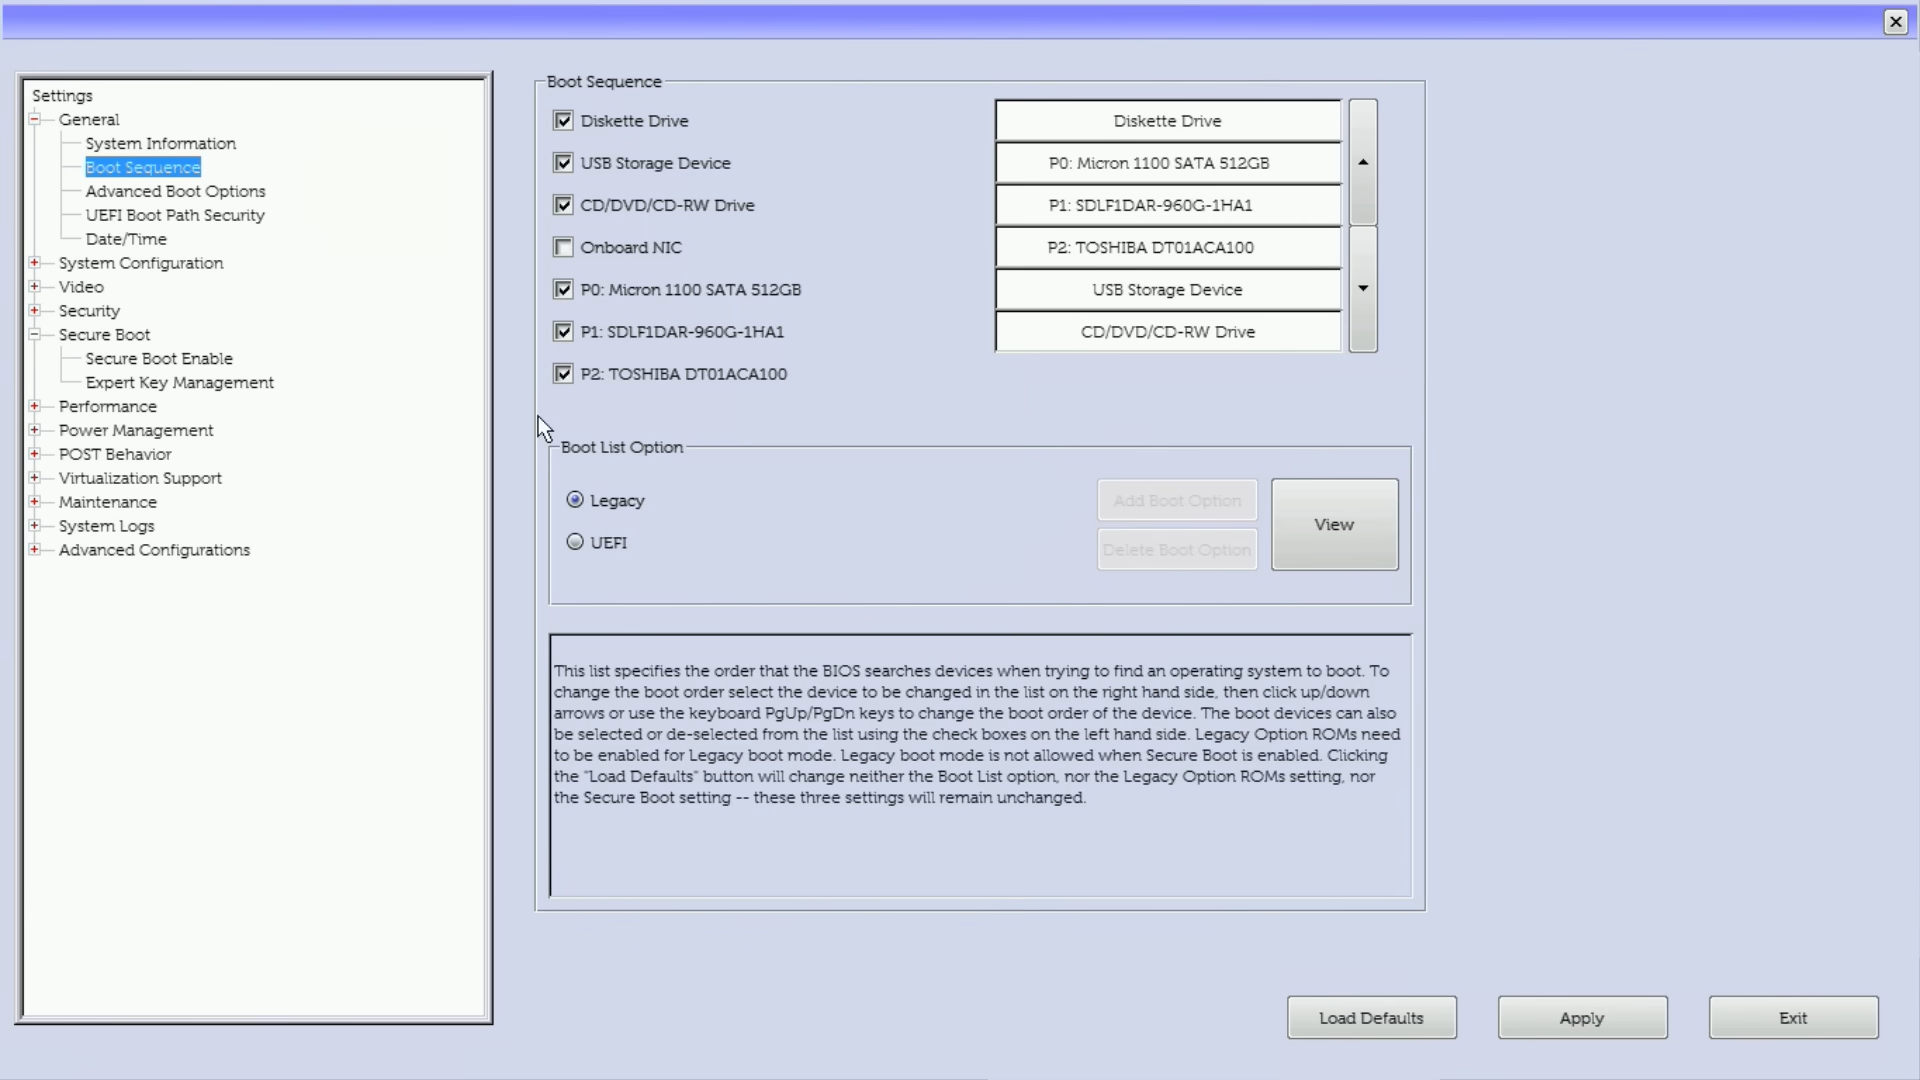 Settings
General
System Information
Boot Sequence
Advanced Boot Options
UEFI Boot Path Security
Date/Time
System Configuration
Video
Security
Secure Boot
Secure Boot Enable
Expert Key Management
Performance
Power Management
POST Behavior
Virtualization Support
Maintenance
System Logs
Advanced Configurations
Boot Sequence
Diskette Drive
USB Storage Device
CD/DVD/CD-RW Drive
Onboard NIC
P0: Micron 1100 SATA 512GB
P1: SDLF1DAR-960G-1HA1
P2: TOSHIBA DT01ACA100
Diskette Drive
P0: Micron 1100 SATA 512GB
P1: SDLF1DAR-960G-1HA1
P2: TOSHIBA DT01ACA100
USB Storage Device
CD/DVD/CD-RW Drive
Boot List Option
Legacy
UEFI
Add Boot Option
Delete Boot Option
View
This list specifies the order that the BIOS searches devices when trying to find an operating system to boot. To
change the boot order select the device to be changed in the list on the right hand side, then click up/down
arrows or use the keyboard PgUp/PgDn keys to change the boot order of the device. The boot devices can also
be selected or de-selected from the list using the check boxes on the left hand side. Legacy Option ROMs need
to be enabled for Legacy boot mode. Legacy boot mode is not allowed when Secure Boot is enabled. Clicking
the "Load Defaults" button will change neither the Boot List option, nor the Legacy Option ROMs setting, nor
the Secure Boot setting -- these three settings will remain unchanged.
Load Defaults
Apply
Exit